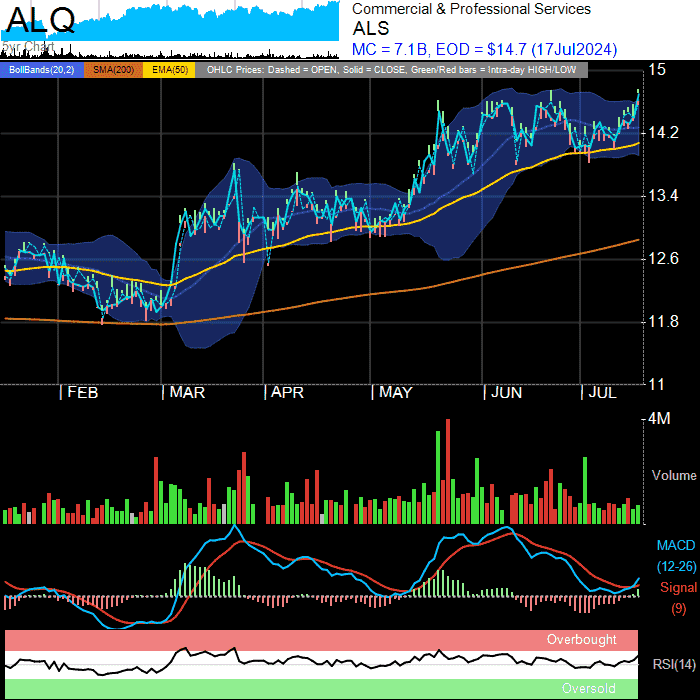 ALQ
5yr Chart
Commercial & Professional Services
ALS
MC = 7.1B, EOD = $14.7 (17Jul2024)
BollBands(20,2) SMA(200) EMA(50) OHLC Prices: Dashed = OPEN, Solid = CLOSE, Green/Red bars = Intra-day HIGH/LOW
15
14.2
13.4
12.6
11.8
11
FEB MAR APR MAY JUN JUL
4M
Volume
MACD
(12-26)
Signal
(9)
Overbought
RSI(14)
Oversold